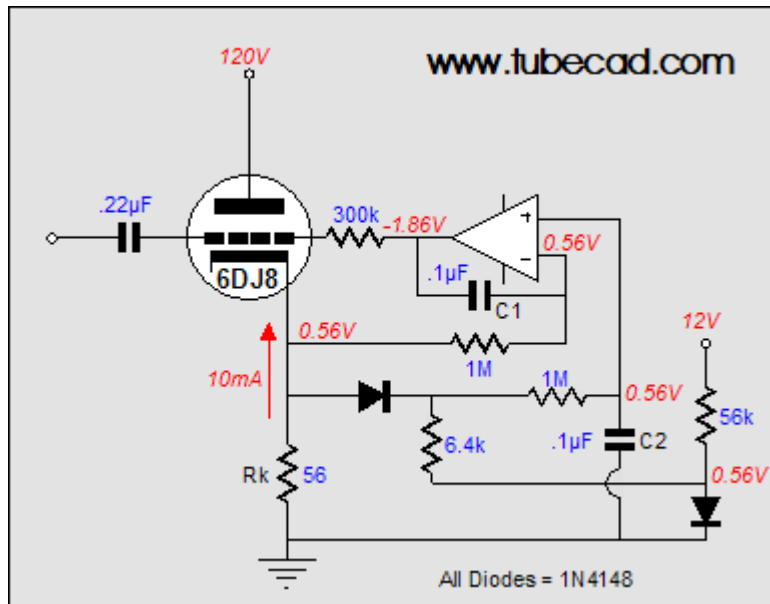 120V
www.tubecad.com
.22µF
300k
-1.86V
+
0.56V
-
6DJ8
.1µF
C1
0.56V
12V
1M
10mA
1M
0.56V
56k
6.4k
.1µF
C2
Rk
56
0.56V
All Diodes = 1N4148